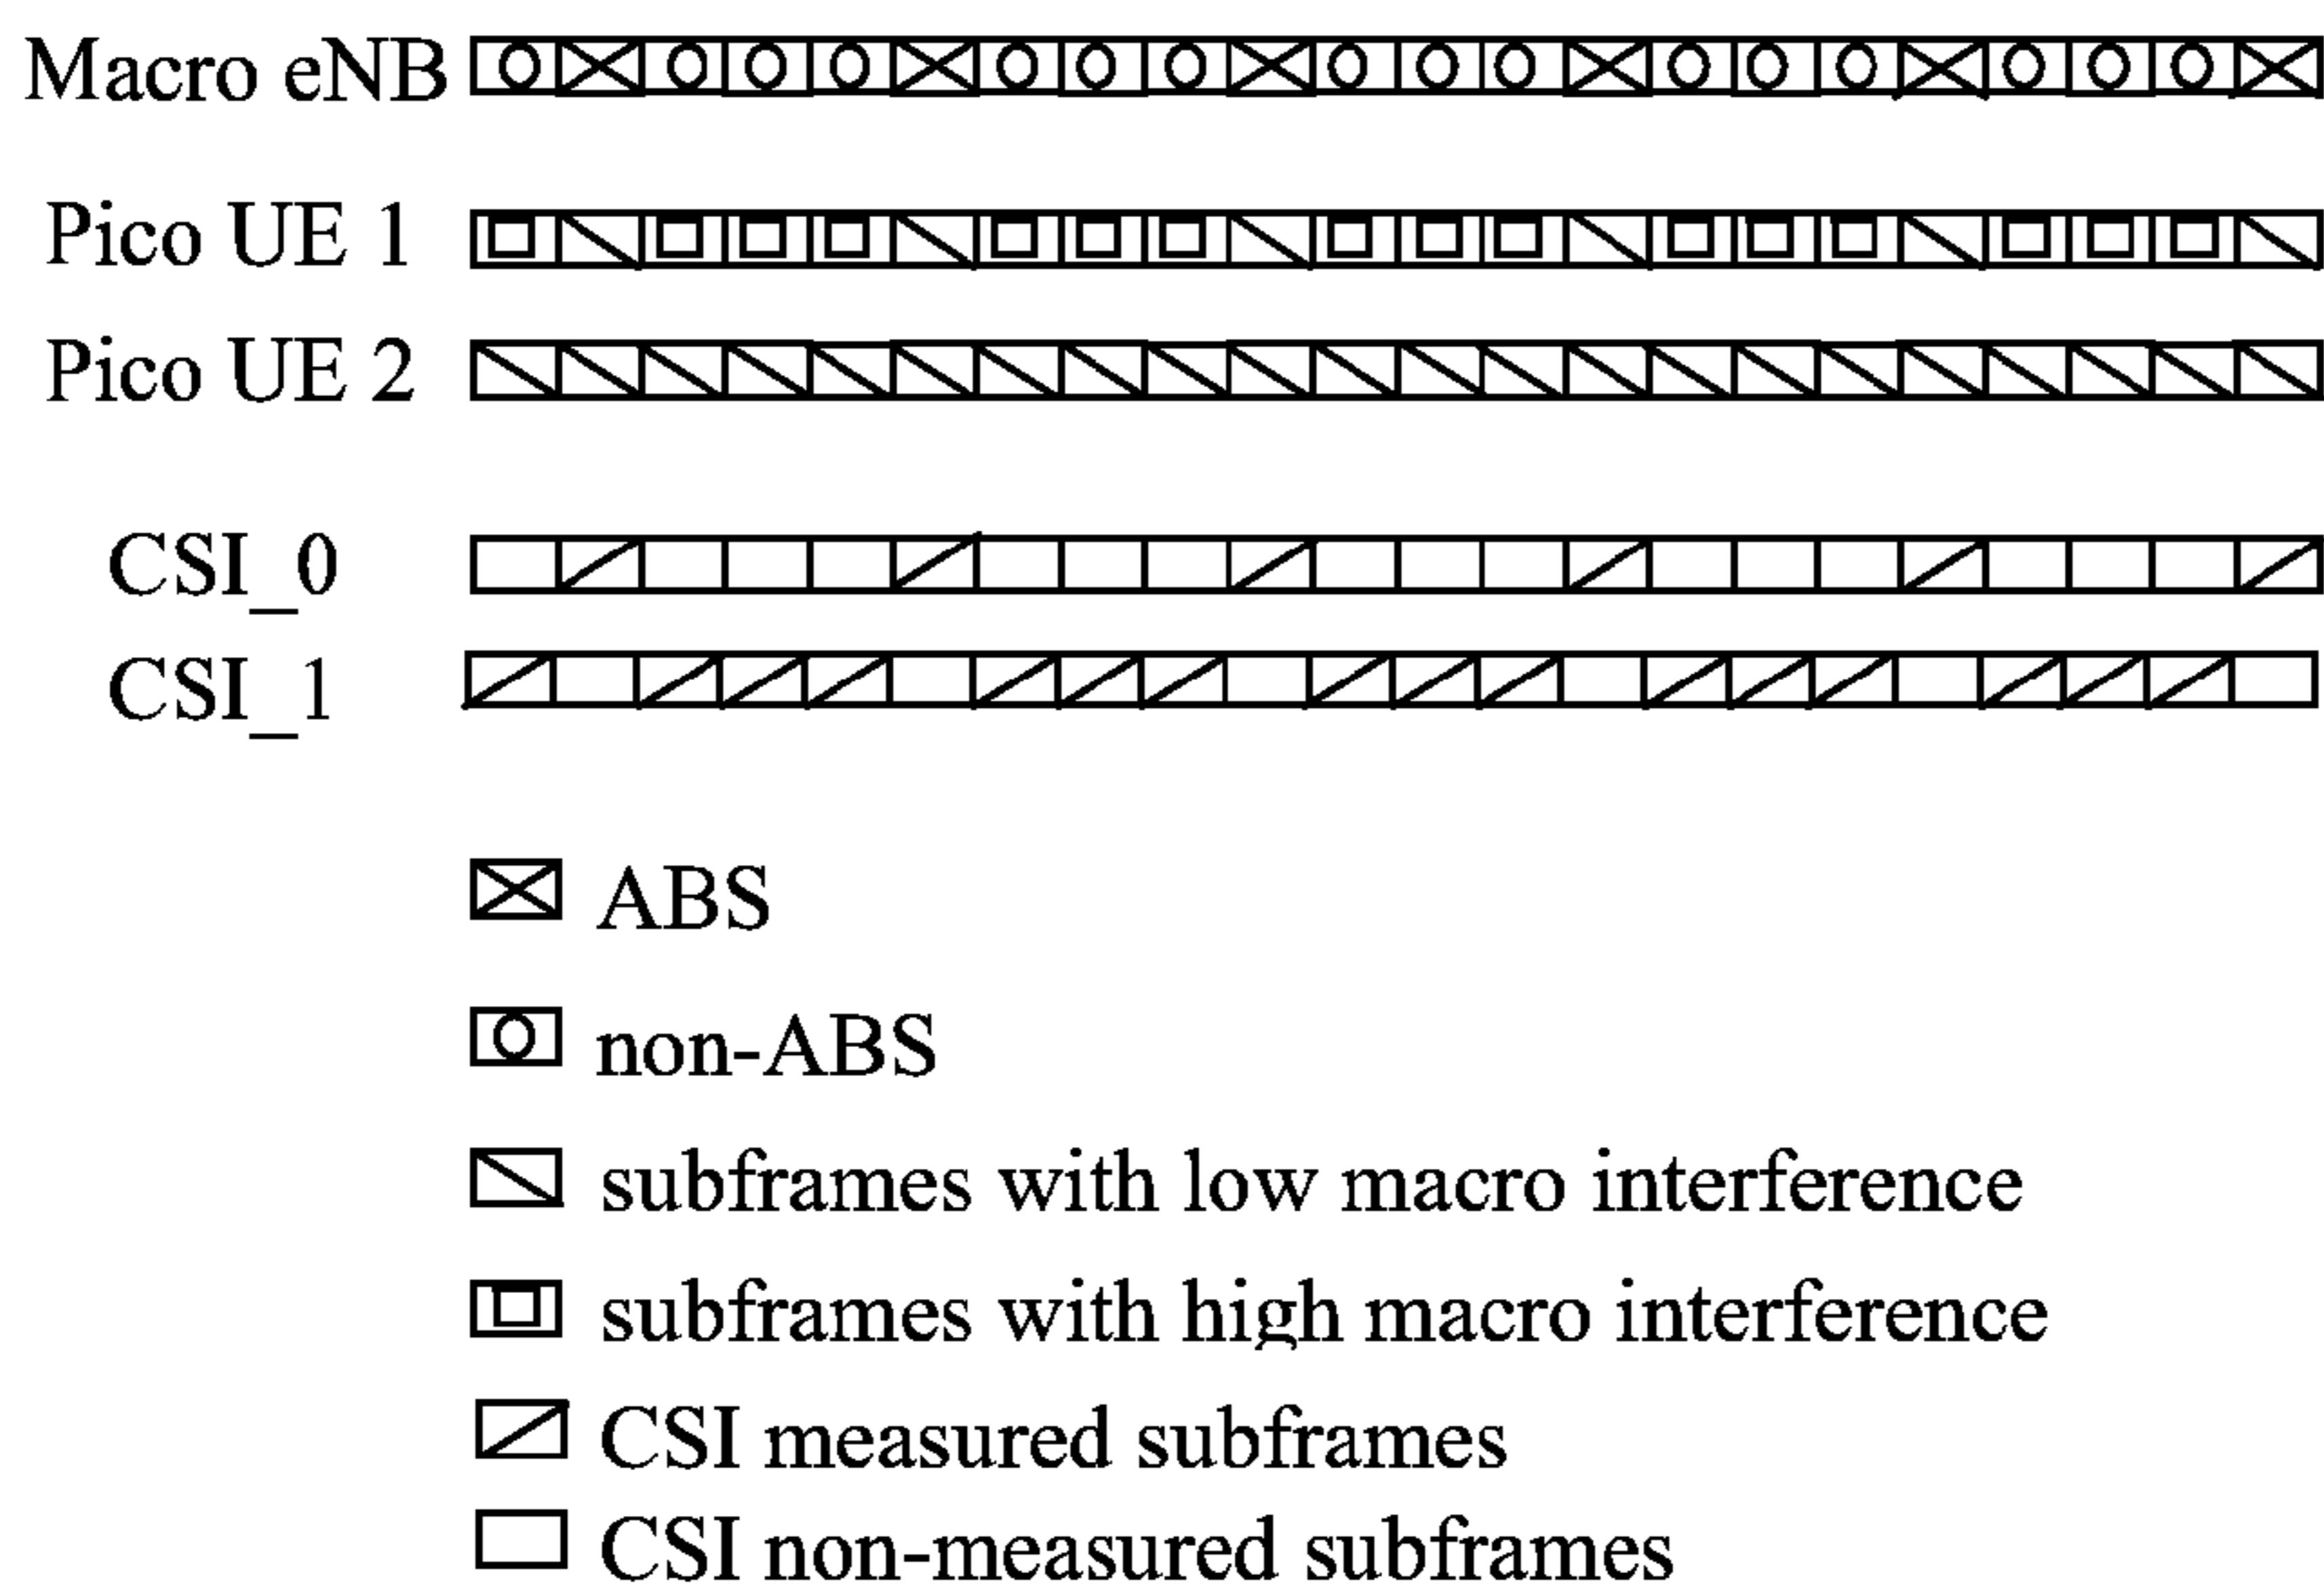 Macro eNB
Pico UE 1
Pico UE 2
CSI_0
CSI_1
ABS
non-ABS
subframes with low macro interference
subframes with high macro interference
CSI measured subframes
CSI non-measured subframes